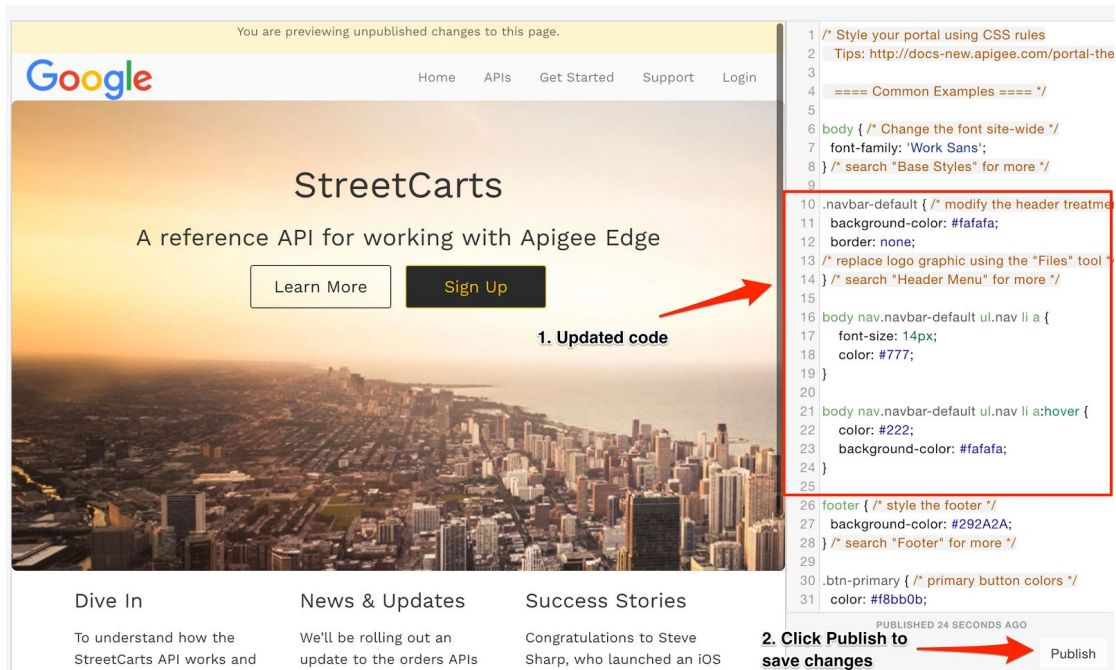 You are previewing unpublished changes to this page.
Google
Home APIs Get Started Support Login
StreetCarts
A reference API for working with Apigee Edge
Learn More Sign Up
1. Updated code
Dive In
To understand how the
StreetCarts API works and
News & Updates
We'll be rolling out an
update to the orders APIs
Success Stories
Congratulations to Steve
Sharp, who launched an iOS
1 /* Style your portal using CSS rules
2 Tips: http://docs-new.apigee.com/portal-the
3
4 ==== Common Examples ==== */
5
6 body { /* Change the font site-wide */
7 font-family: 'Work Sans';
8 } /* search "Base Styles" for more */
9
10 .navbar-default { /* modify the header treatmen
11 background-color: #fafafa;
12 border: none;
13 /* replace logo graphic using the "Files" tool *
14 } /* search "Header Menu" for more */
15
16 body nav.navbar-default ul.nav li a {
17 font-size: 14px;
18 color: #777;
19 }
20
21 body nav.navbar-default ul.nav li a:hover {
22 color: #222;
23 background-color: #fafafa;
24 }
25
26 footer { /* style the footer */
27 background-color: #292A2A;
28 } /* search "Footer" for more */
29
30 .btn-primary { /* primary button colors */
31 color: #f8bb0b;
PUBLISHED 24 SECONDS AGO
2. Click Publish to
save changes
Publish